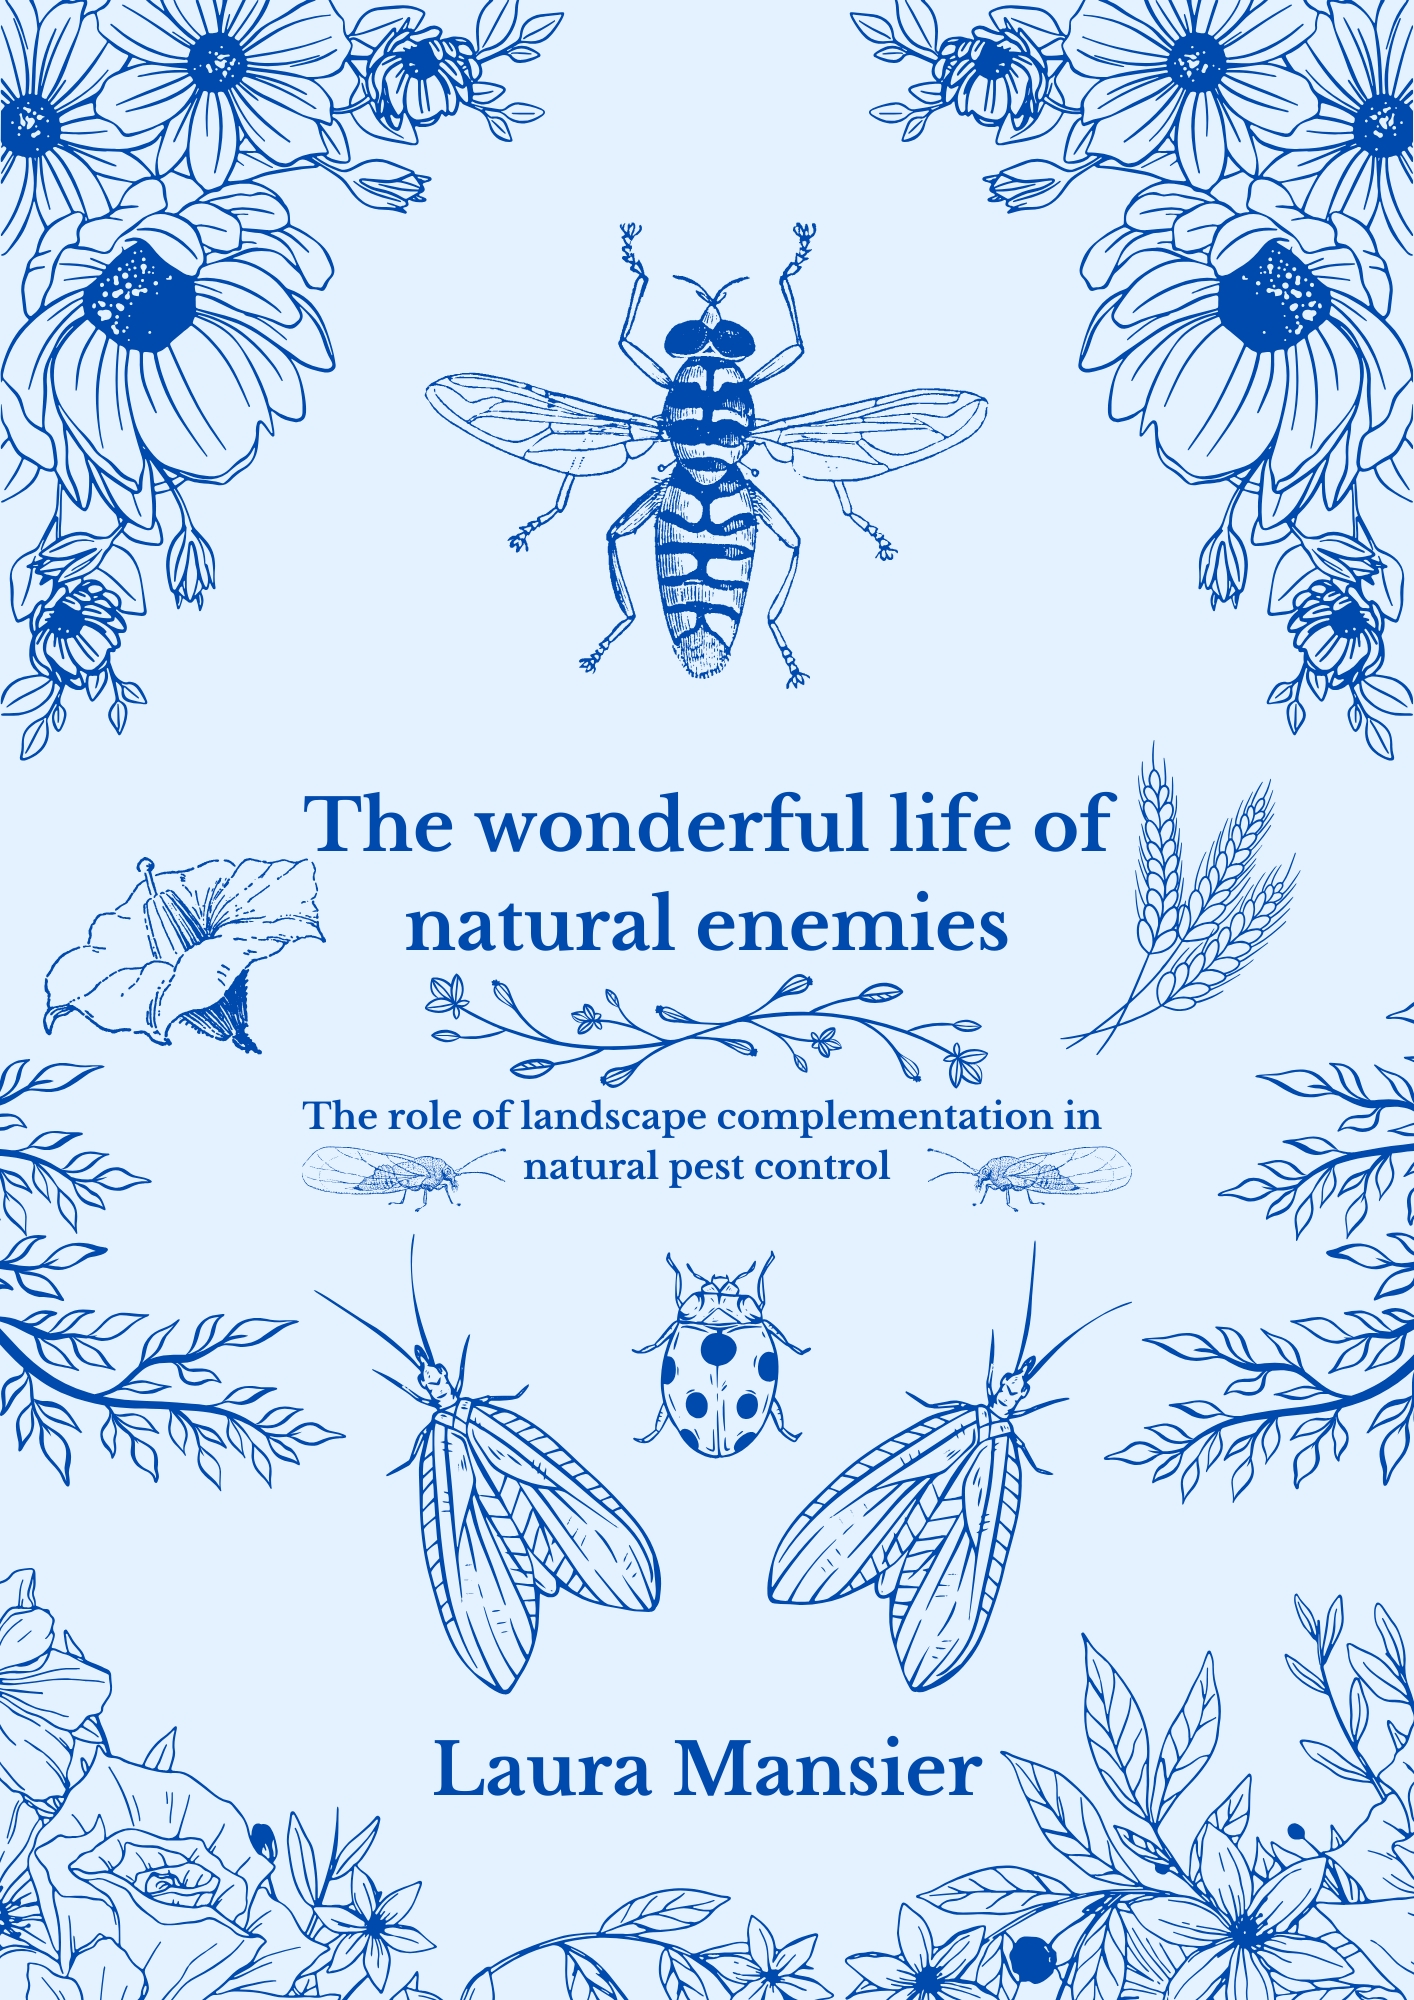 The wonderful life of
natural enemies
The role of landscape complementation in
natural pest control
Laura Mansier